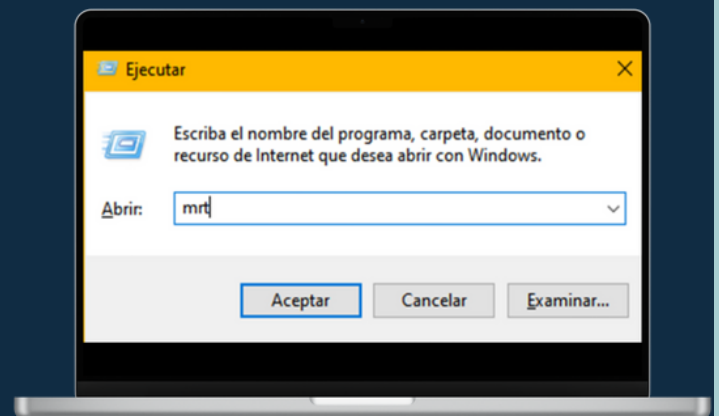 Ejecutar
Escriba el nombre del programa, carpeta, documento o
recurso de Internet que desea abrir con Windows.
Abrir: mrt
Aceptar Cancelar Examinar...